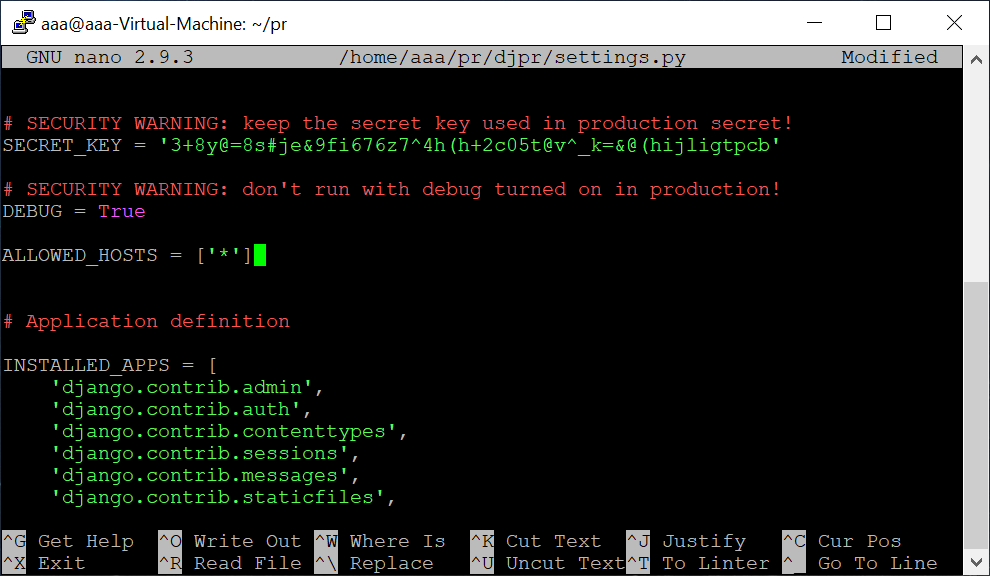 aaa@aaa-Virtual-Machine: ~/pr
GNU nano 2.9.3 /home/aaa/pr/djpr/settings.py Modified
# SECURITY WARNING: keep the secret key used in production secret!
SECRET_KEY = '3+8y@=8s#je&9fi676z7^4h(h+2c05t@v^_k=&@(hijligtpcb'
# SECURITY WARNING: don't run with debug turned on in production!
DEBUG = True
ALLOWED_HOSTS = ['*']
# Application definition
INSTALLED_APPS = [
    'django.contrib.admin',
    'django.contrib.auth',
    'django.contrib.contenttypes',
    'django.contrib.sessions',
    'django.contrib.messages',
    'django.contrib.staticfiles',
^G Get Help ^O Write Out ^W Where Is ^K Cut Text ^J Justify ^C Cur Pos
^X Exit ^R Read File ^\ Replace ^U Uncut Text ^T To Linter ^_ Go To Line